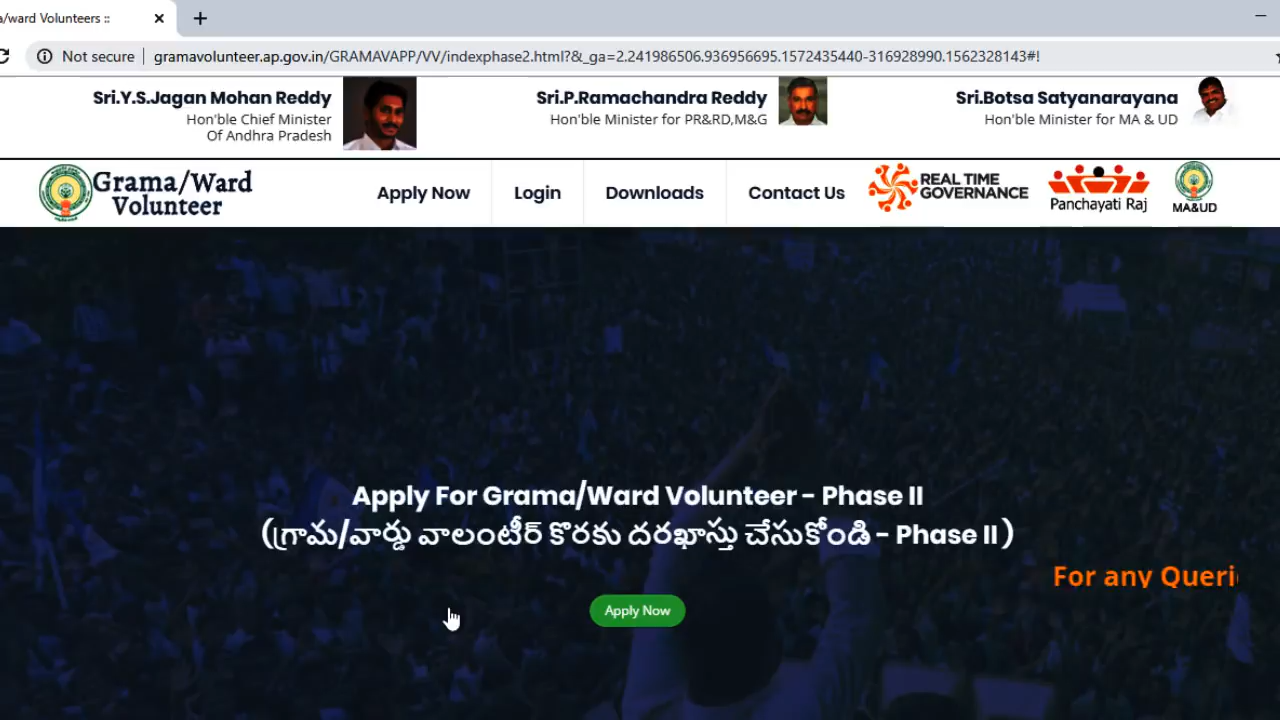 a/ward Volunteers ::
Not secure
gramavolunteer.ap.gov.in/GRAMAVAPP/VV/indexphase2.html?&_ga=2.241986506.936956695.1572435440-316928990.1562328143#!
Sri.Y.S.Jagan Mohan Reddy
Hon'ble Chief Minister
Of Andhra Pradesh
Sri.P.Ramachandra Reddy
Hon'ble Minister for PR&RD,M&G
Sri.Botsa Satyanarayana
Hon'ble Minister for MA & UD
Grama/Ward
Volunteer
Apply Now
Login
Downloads
Contact Us
REAL TIME
GOVERNANCE
Panchayati Raj
MA&UD
Apply For Grama/Ward Volunteer - Phase II
(గ్రామ/వార్డు వాలంటీర్ కొరకు దరఖాస్తు చేసుకోండి - Phase II )
For any Queri
Apply Now